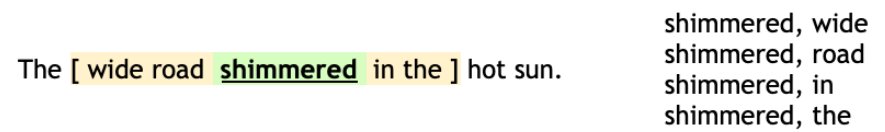 The [ wide road shimmered in the ] hot sun.
shimmered, wide
shimmered, road
shimmered, in
shimmered, the